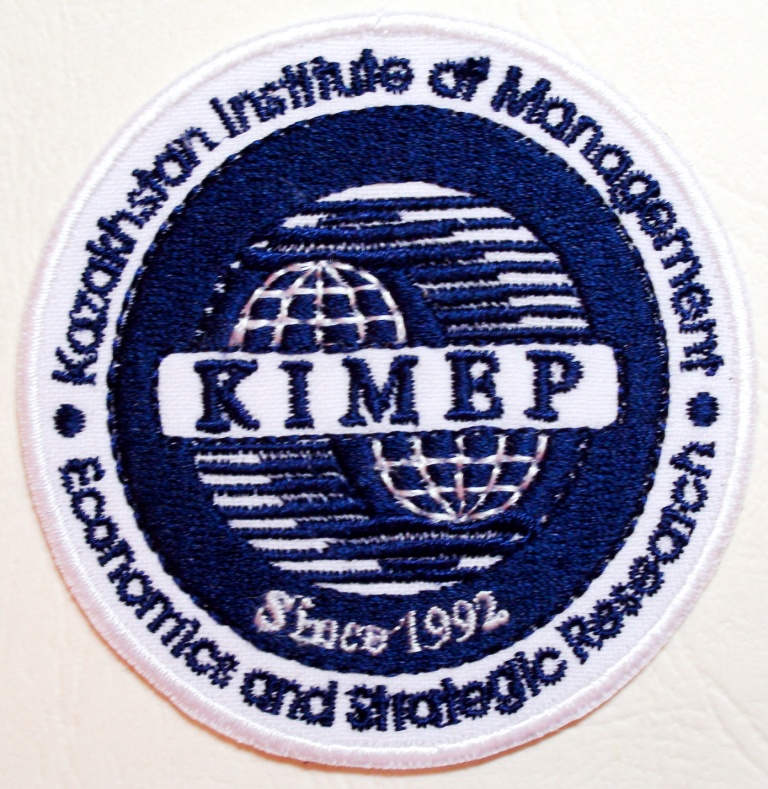 Kazakhstan Institute of Management
KIMEP
Since 1992
Economics and Strategic Research